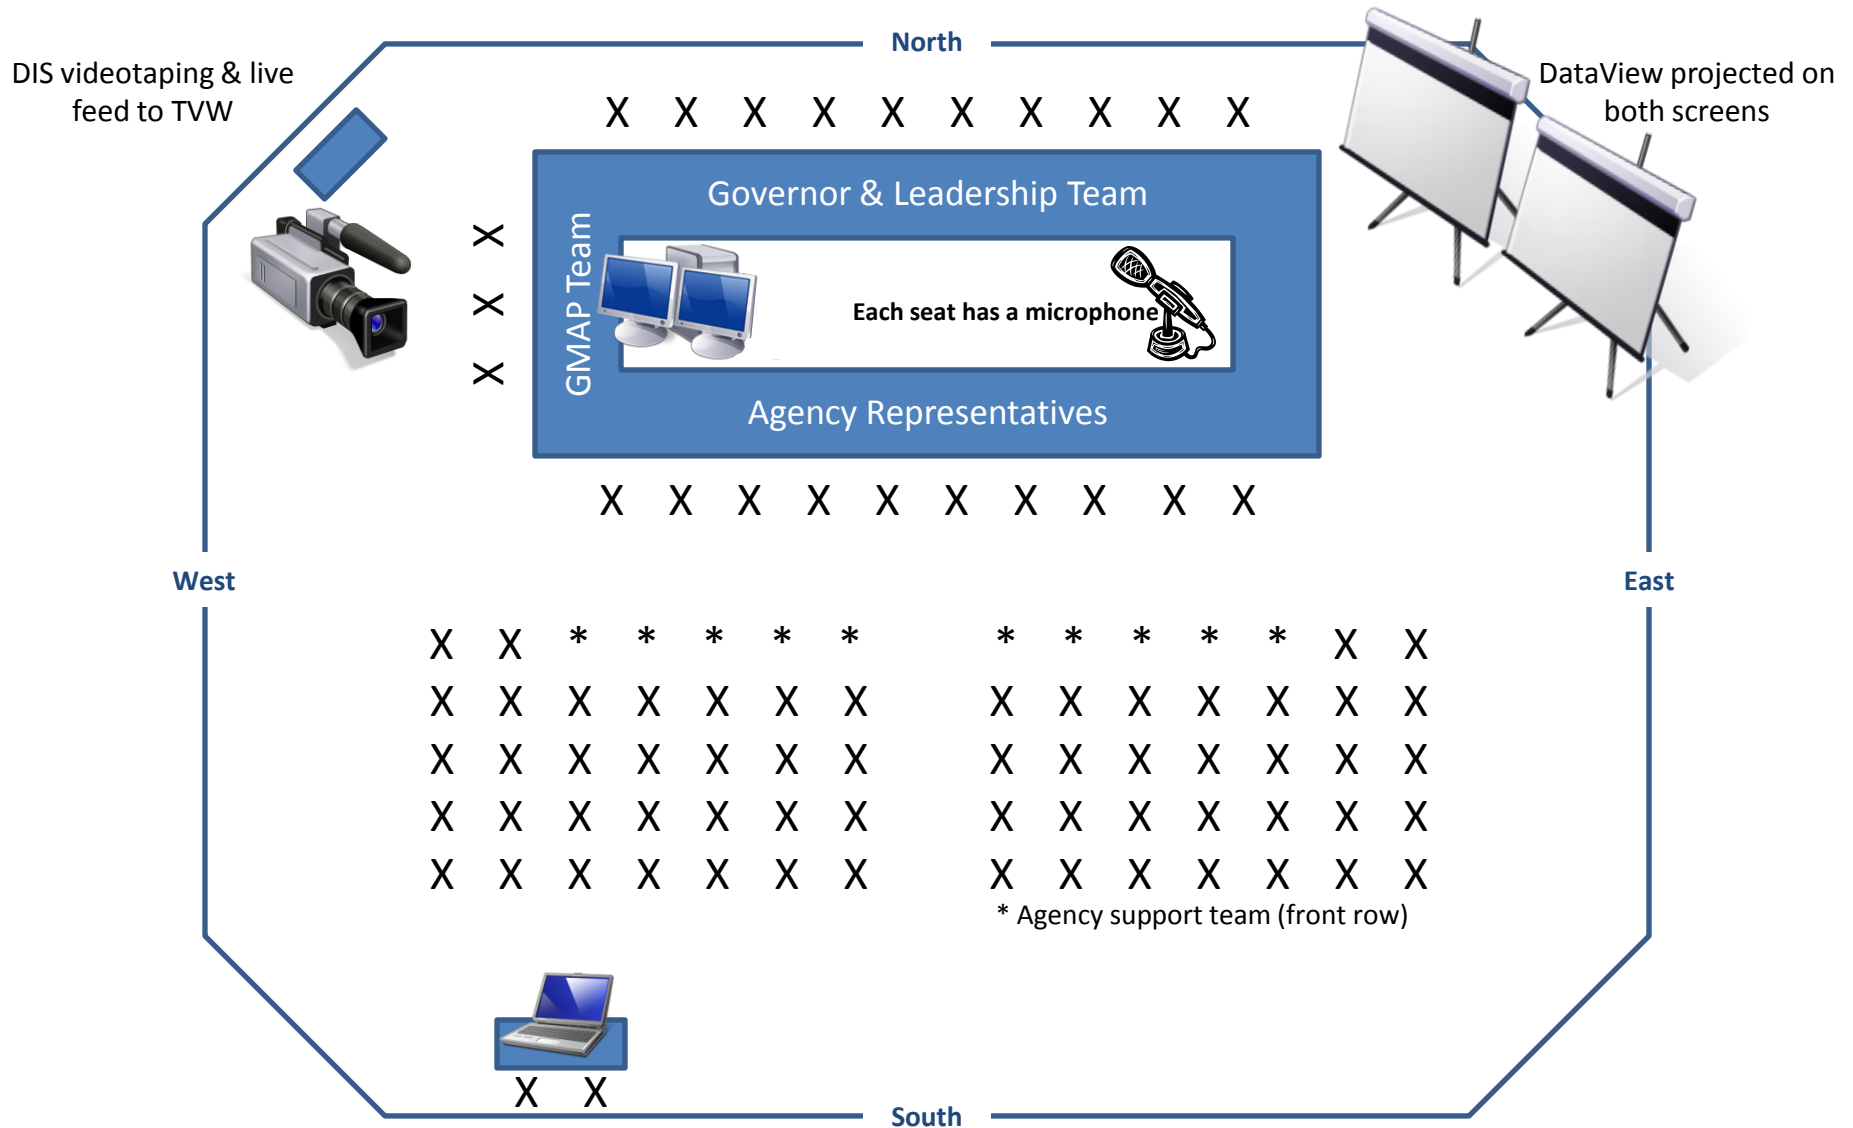 North
DIS videotaping & live
feed to TVW
DataView projected on
both screens
X X X X X X X X X X
Governor & Leadership Team
GMAP Team
X
X
X
Each seat has a microphone
Agency Representatives
X X X X X X X X X X
West
East
X X * * * * * * * * * * X X
X X X X X X X X X X X X X X
X X X X X X X X X X X X X X
X X X X X X X X X X X X X X
X X X X X X X X X X X X X X
* Agency support team (front row)
X X
South